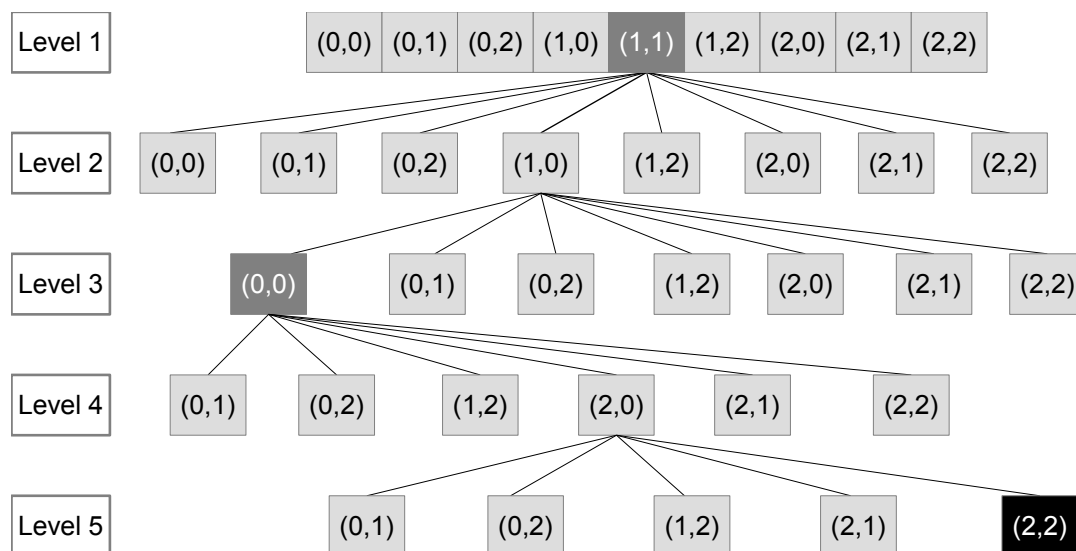 Level 1 (0,0) (0,1) (0,2) (1,0) (1,1) (1,2) (2,0) (2,1) (2,2)
Level 2 (0,0) (0,1) (0,2) (1,0) (1,2) (2,0) (2,1) (2,2)
Level 3 (0,0) (0,1) (0,2) (1,2) (2,0) (2,1) (2,2)
Level 4 (0,1) (0,2) (1,2) (2,0) (2,1) (2,2)
Level 5 (0,1) (0,2) (1,2) (2,1) (2,2)